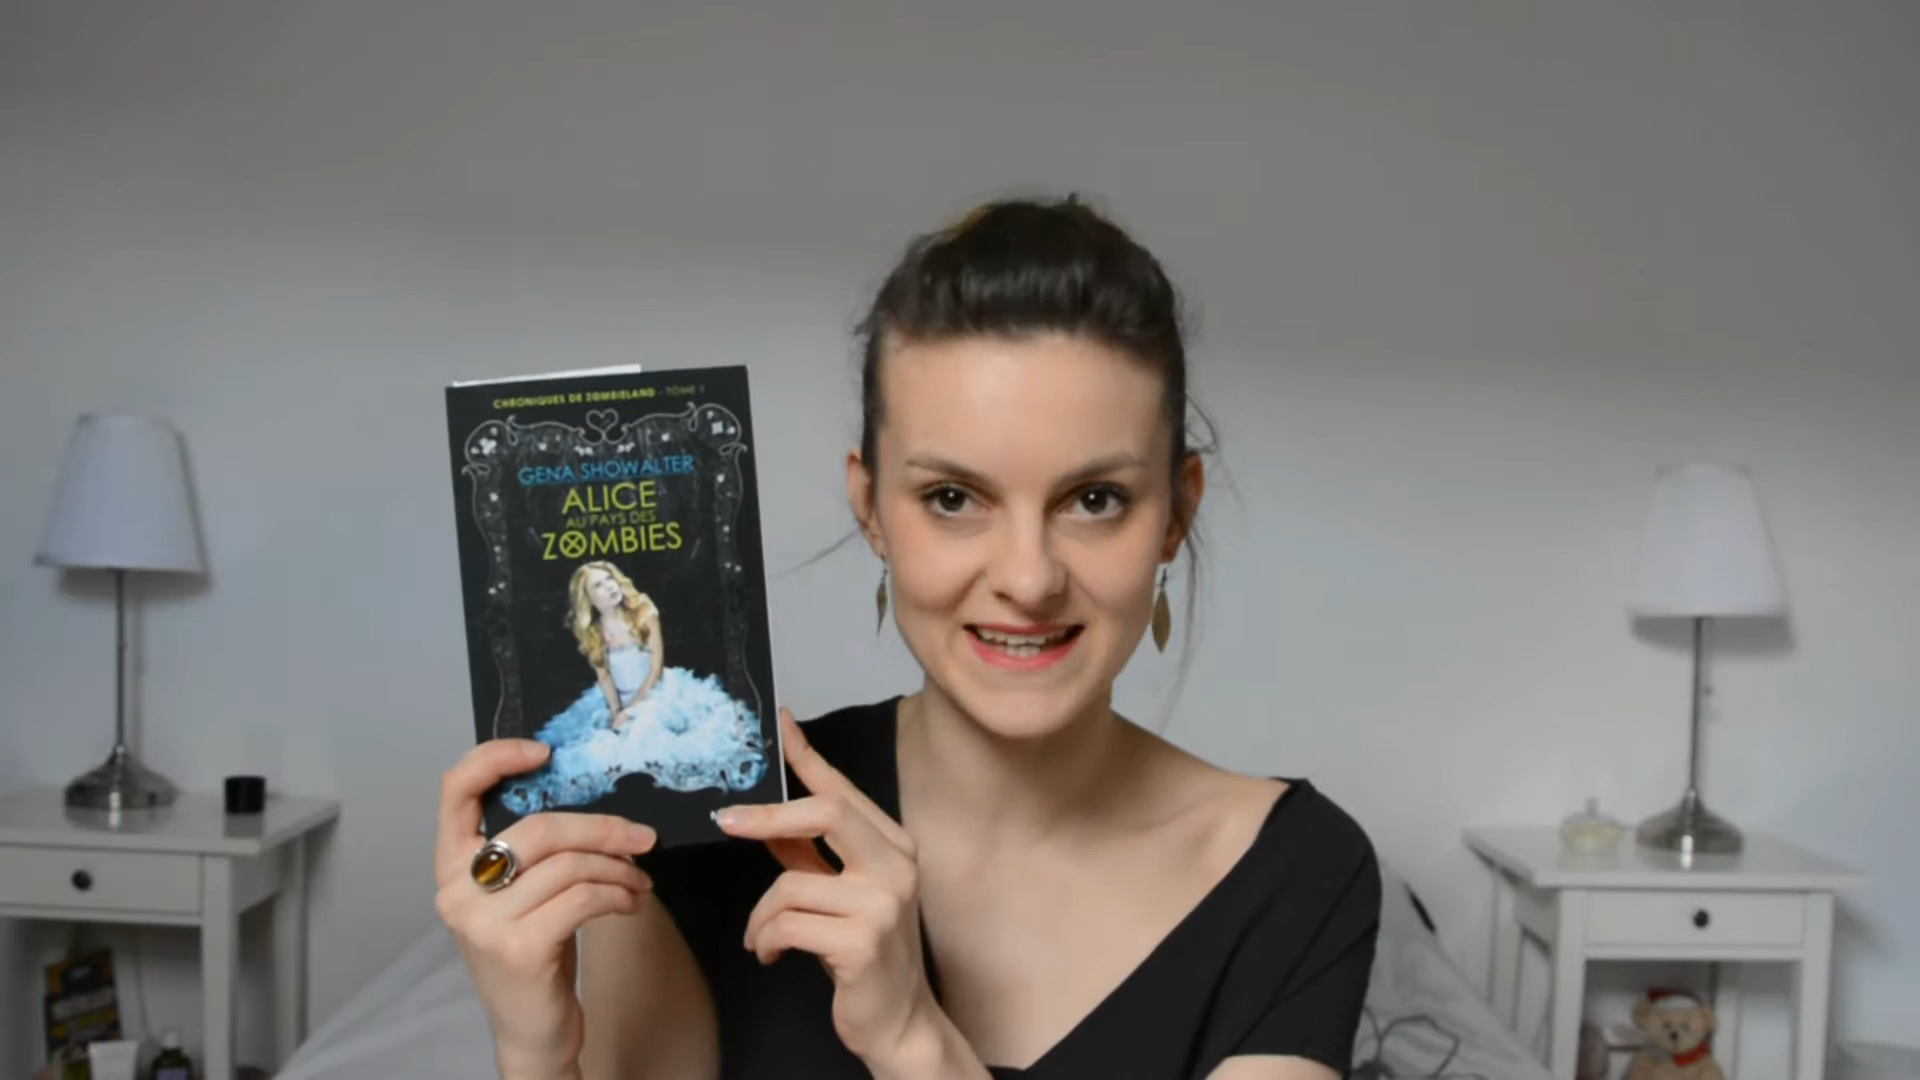 CHRONIQUES DE ZOMBIELAND - TOME 1
GENA SHOWALTER
ALICE
AU PAYS DES
ZOMBIES